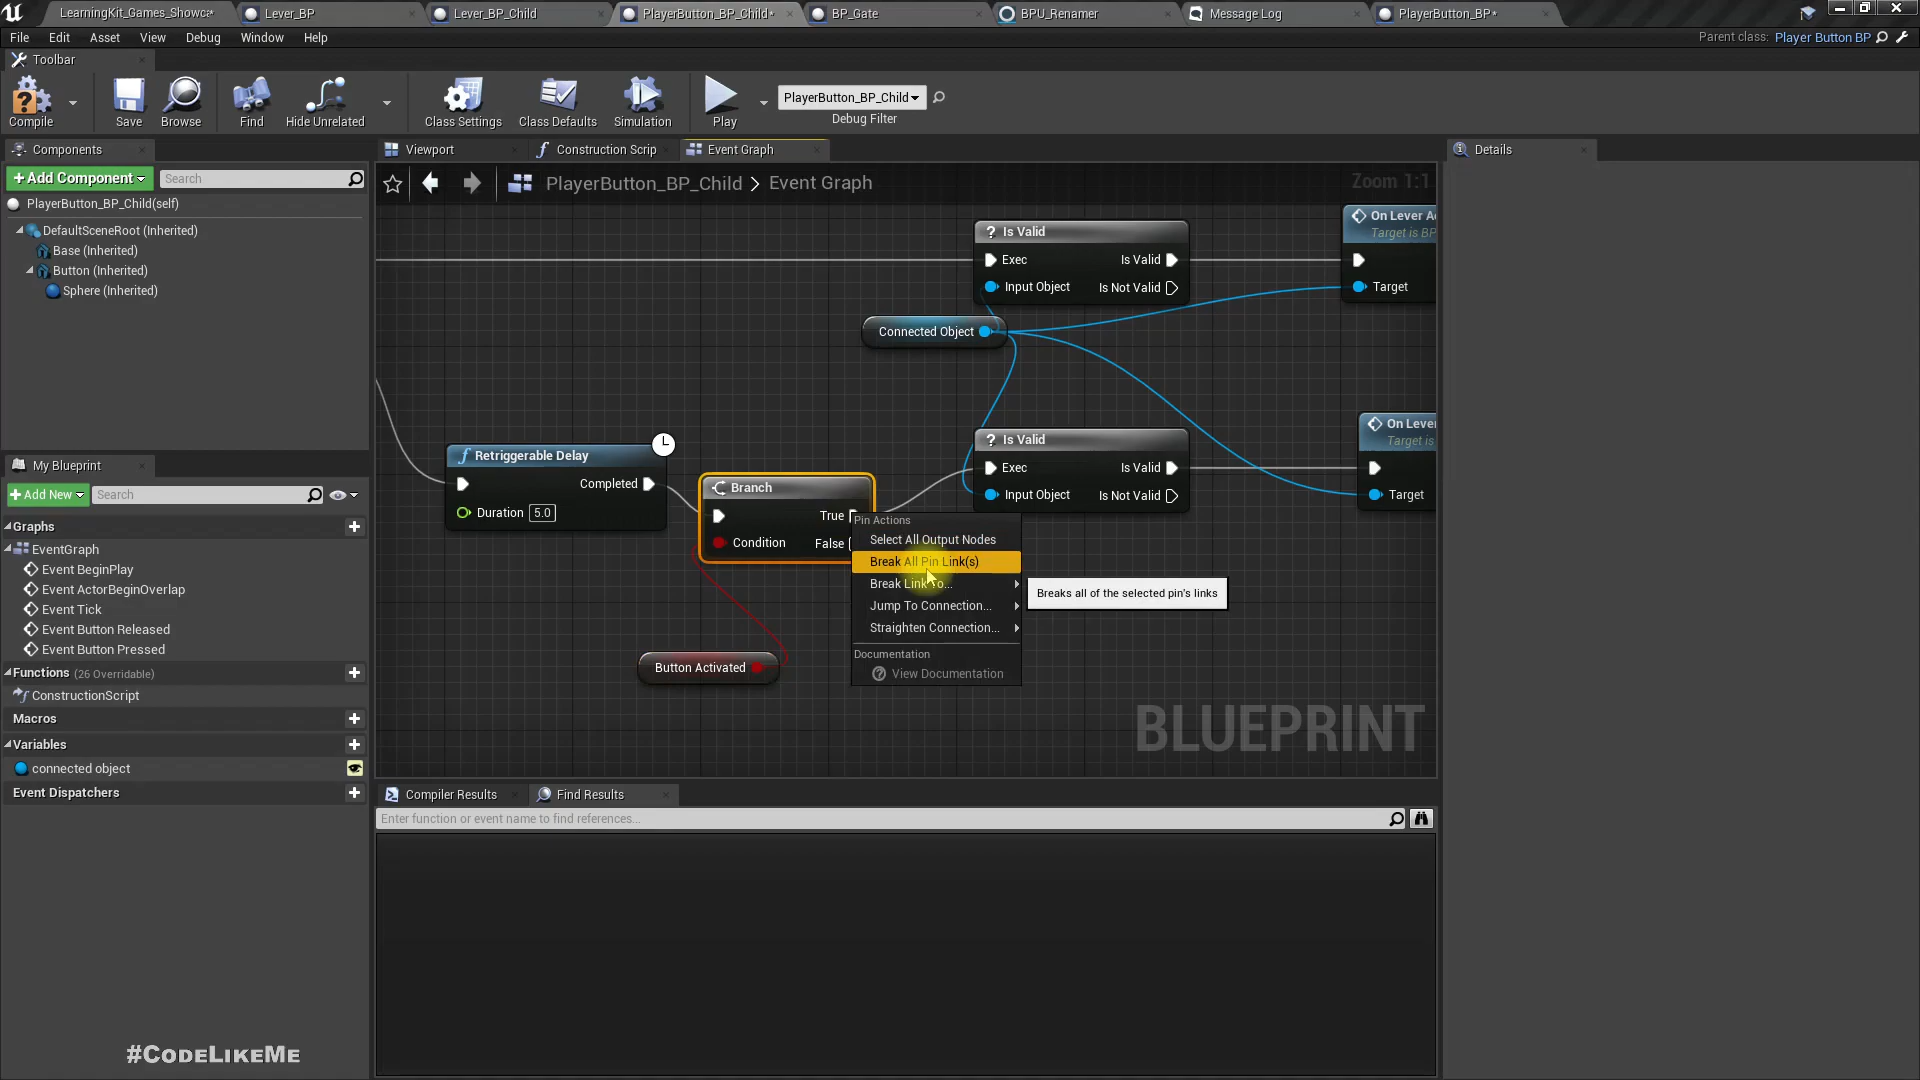 LearningKit_Games_Showca*
Lever_BP
Lever_BP_Child
PlayerButton_BP_Child*
BP_Gate
BPU_Renamer
Message Log
PlayerButton_BP*
File Edit Asset View Debug Window Help
Parent class: Player Button BP
Toolbar
Compile
Save
Browse
Find
Hide Unrelated
Class Settings
Class Defaults
Simulation
Play
PlayerButton_BP_Child
Debug Filter
Components
+Add Component
Search
PlayerButton_BP_Child(self)
DefaultSceneRoot (Inherited)
Base (Inherited)
Button (Inherited)
Sphere (Inherited)
My Blueprint
+Add New
Search
Graphs
EventGraph
Event BeginPlay
Event ActorBeginOverlap
Event Tick
Event Button Released
Event Button Pressed
Functions (26 Overridable)
ConstructionScript
Macros
Variables
connected object
Event Dispatchers
#CodeLikeMe
Viewport
Construction Scrip
Event Graph
PlayerButton_BP_Child > Event Graph
Zoom 1:1
? Is Valid
Exec
Is Valid
Input Object
Is Not Valid
Connected Object
On Lever A
Target is BP
Target
Retriggerable Delay
Completed
Duration 5.0
Branch
True
Condition
False
Button Activated
? Is Valid
Exec
Is Valid
Input Object
Is Not Valid
On Lever
Target is
Target
Pin Actions
Select All Output Nodes
Break All Pin Link(s)
Break Link To...
Jump To Connection...
Straighten Connection...
Documentation
View Documentation
Breaks all of the selected pin's links
BLUEPRINT
Compiler Results
Find Results
Enter function or event name to find references...
Details